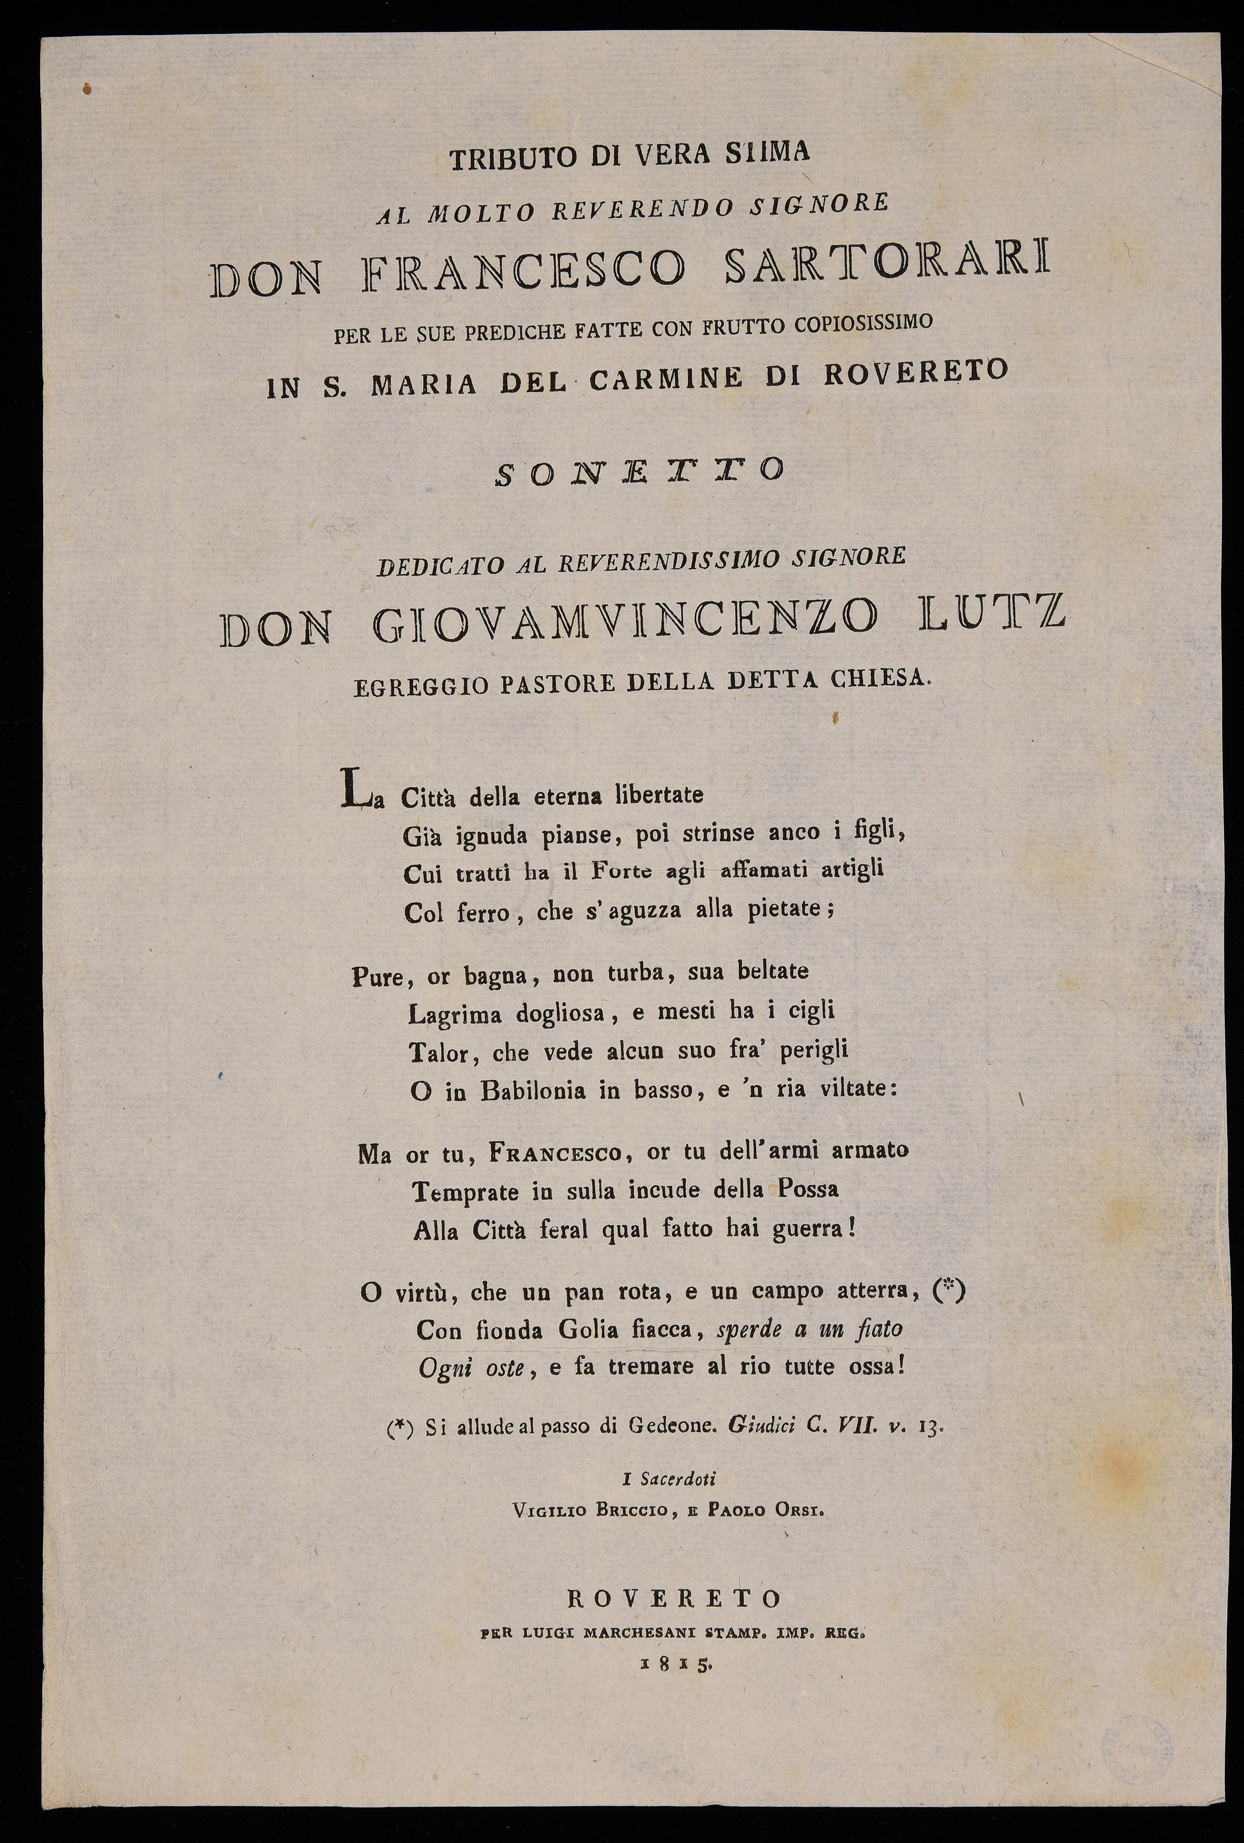 TRIBUTO DI VERA STIMA
AL MOLTO REVERENDO SIGNORE
DON FRANCESCO SARTORARI
PER LE SUE PREDICHE FATTE CON FRUTTO COPIOSISSIMO
IN S. MARIA DEL CARMINE DI ROVERETO
SONETTO
DEDICATO AL REVERENDISSIMO SIGNORE
DON GIOVAMVINCENZO LUTZ
EGREGGIO PASTORE DELLA DETTA CHIESA.
La Città della eterna libertate
Già ignuda pianse, poi strinse anco i figli,
Cui tratti ha il Forte agli affamati artigli
Col ferro, che s'aguzza alla pietate;
Pure, or bagna, non turba, sua beltate
Lagrima dogliosa, e mesti ha i cigli
Talor, che vede alcun suo fra' perigli
O in Babilonia in basso, e 'n ria viltate:
Ma or tu, FRANCESCO, or tu dell'armi armato
Temprate in sulla incude della Possa
Alla Città feral qual fatto hai guerra!
O virtù, che un pan rota, e un campo atterra, (*)
Con fionda Golia fiacca, sperde a un fiato
Ogni oste, e fa tremare al rio tutte ossa!
(*) Si allude al passo di Gedeone. Giudici C. VII. v. 13.
I Sacerdoti
VIGILIO BRICCIO, E PAOLO ORSI.
ROVERETO
PER LUIGI MARCHESANI STAMP. IMP. REG.
1815.